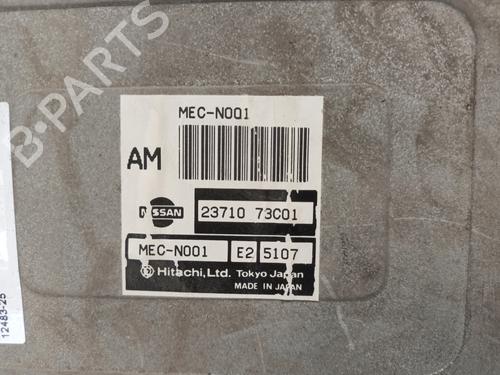 B-PARTS
MEC-N001
AM
NISSAN
23710 73C01
MEC-N001 E2 5107
Hitachi, Ltd. Tokyo Japan
MADE IN JAPAN
12483-25